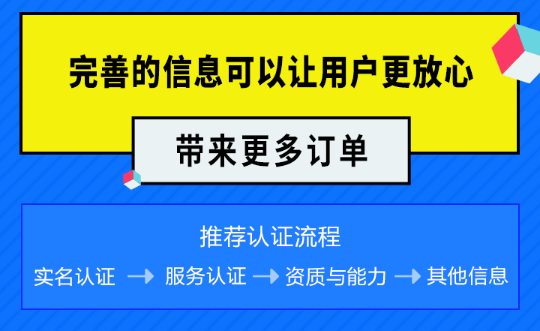 完善的信息可以让用户更放心
带来更多订单
推荐认证流程
实名认证 → 服务认证 → 资质与能力 → 其他信息